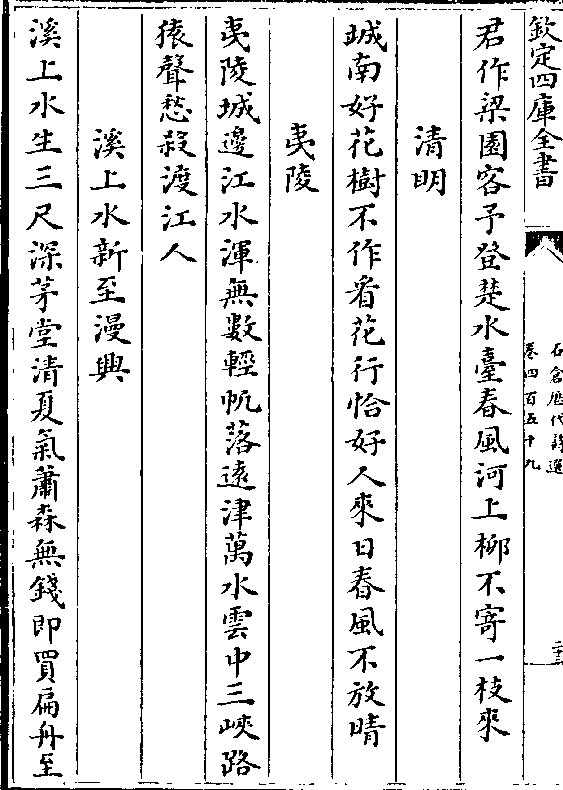 欽定四庫全書
石倉歷代詩選
卷四百五十九
二十三
君作梁園客予登楚水臺春風河上柳不寄一枝來
清明
城南好花樹不作看花行恰好人來日春風不放晴
夷陵
夷陵城邊江水渾無數輕帆落遠津萬水雲中三峽路
猿聲愁殺渡江人
溪上水新至漫興
溪上水生三尺深茅堂清夏氣蕭森無錢即買扁舟至